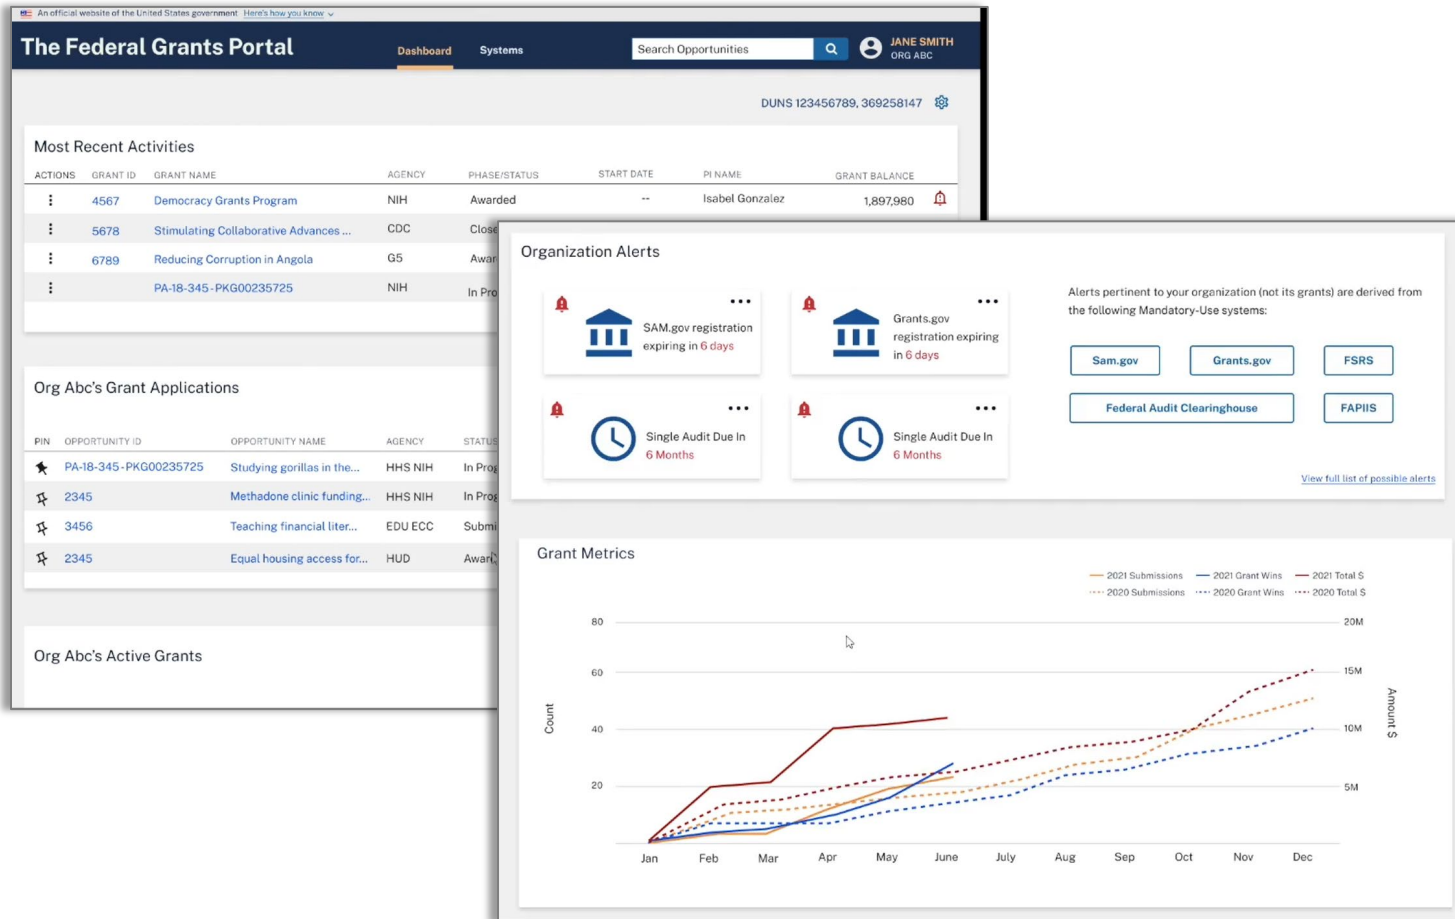 An official website of the United States government Here's how you know
The Federal Grants Portal
Dashboard Systems
Search Opportunities
JANE SMITH
ORG ABC
DUNS 123456789, 369258147
Most Recent Activities
ACTIONS GRANT ID GRANT NAME AGENCY PHASE/STATUS START DATE PI NAME GRANT BALANCE
4567 Democracy Grants Program NIH Awarded -- Isabel Gonzalez 1,897,980
5678 Stimulating Collaborative Advances ... CDC Close
6789 Reducing Corruption in Angola G5 Awar
PA-18-345-PKG00235725 NIH In Pro
Org Abc's Grant Applications
PIN OPPORTUNITY ID OPPORTUNITY NAME AGENCY STATUS
PA-18-345-PKG00235725 Studying gorillas in the... HHS NIH In Prog
2345 Methadone clinic funding... HHS NIH In Prog
3456 Teaching financial liter... EDU ECC Submi
2345 Equal housing access for... HUD Award
Org Abc's Active Grants
Organization Alerts
SAM.gov registration
expiring in 6 days
Grants.gov
registration expiring
in 6 days
Single Audit Due In
6 Months
Single Audit Due In
6 Months
Alerts pertinent to your organization (not its grants) are derived from
the following Mandatory-Use systems:
Sam.gov Grants.gov FSRS
Federal Audit Clearinghouse FAPIIS
View full list of possible alerts
Grant Metrics
2021 Submissions 2021 Grant Wins 2021 Total $
2020 Submissions 2020 Grant Wins 2020 Total $
80 20M
60 15M
Count
Amount $
40 10M
20 5M
Jan Feb Mar Apr May June July Aug Sep Oct Nov Dec